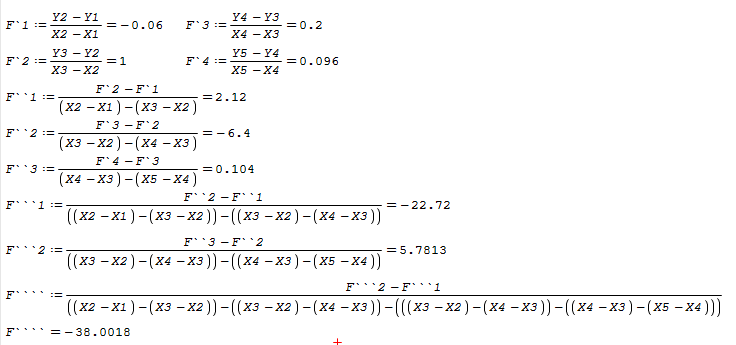 F`1 := (Y2 − Y1)/(X2 − X1) = −0.06 F`3 := (Y4 − Y3)/(X4 − X3) = 0.2
F`2 := (Y3 − Y2)/(X3 − X2) = 1 F`4 := (Y5 − Y4)/(X5 − X4) = 0.096
F``1 := (F`2 − F`1)/((X2 − X1) − (X3 − X2)) = 2.12
F``2 := (F`3 − F`2)/((X3 − X2) − (X4 − X3)) = −6.4
F``3 := (F`4 − F`3)/((X4 − X3) − (X5 − X4)) = 0.104
F```1 := (F``2 − F``1)/(((X2 − X1) − (X3 − X2)) − ((X3 − X2) − (X4 − X3))) = −22.72
F```2 := (F``3 − F``2)/(((X3 − X2) − (X4 − X3)) − ((X4 − X3) − (X5 − X4))) = 5.7813
F```` := (F```2 − F```1)/(((X2 − X1) − (X3 − X2)) − ((X3 − X2) − (X4 − X3)) − (((X3 − X2) − (X4 − X3)) − ((X4 − X3) − (X5 − X4))))
F```` = −38.0018